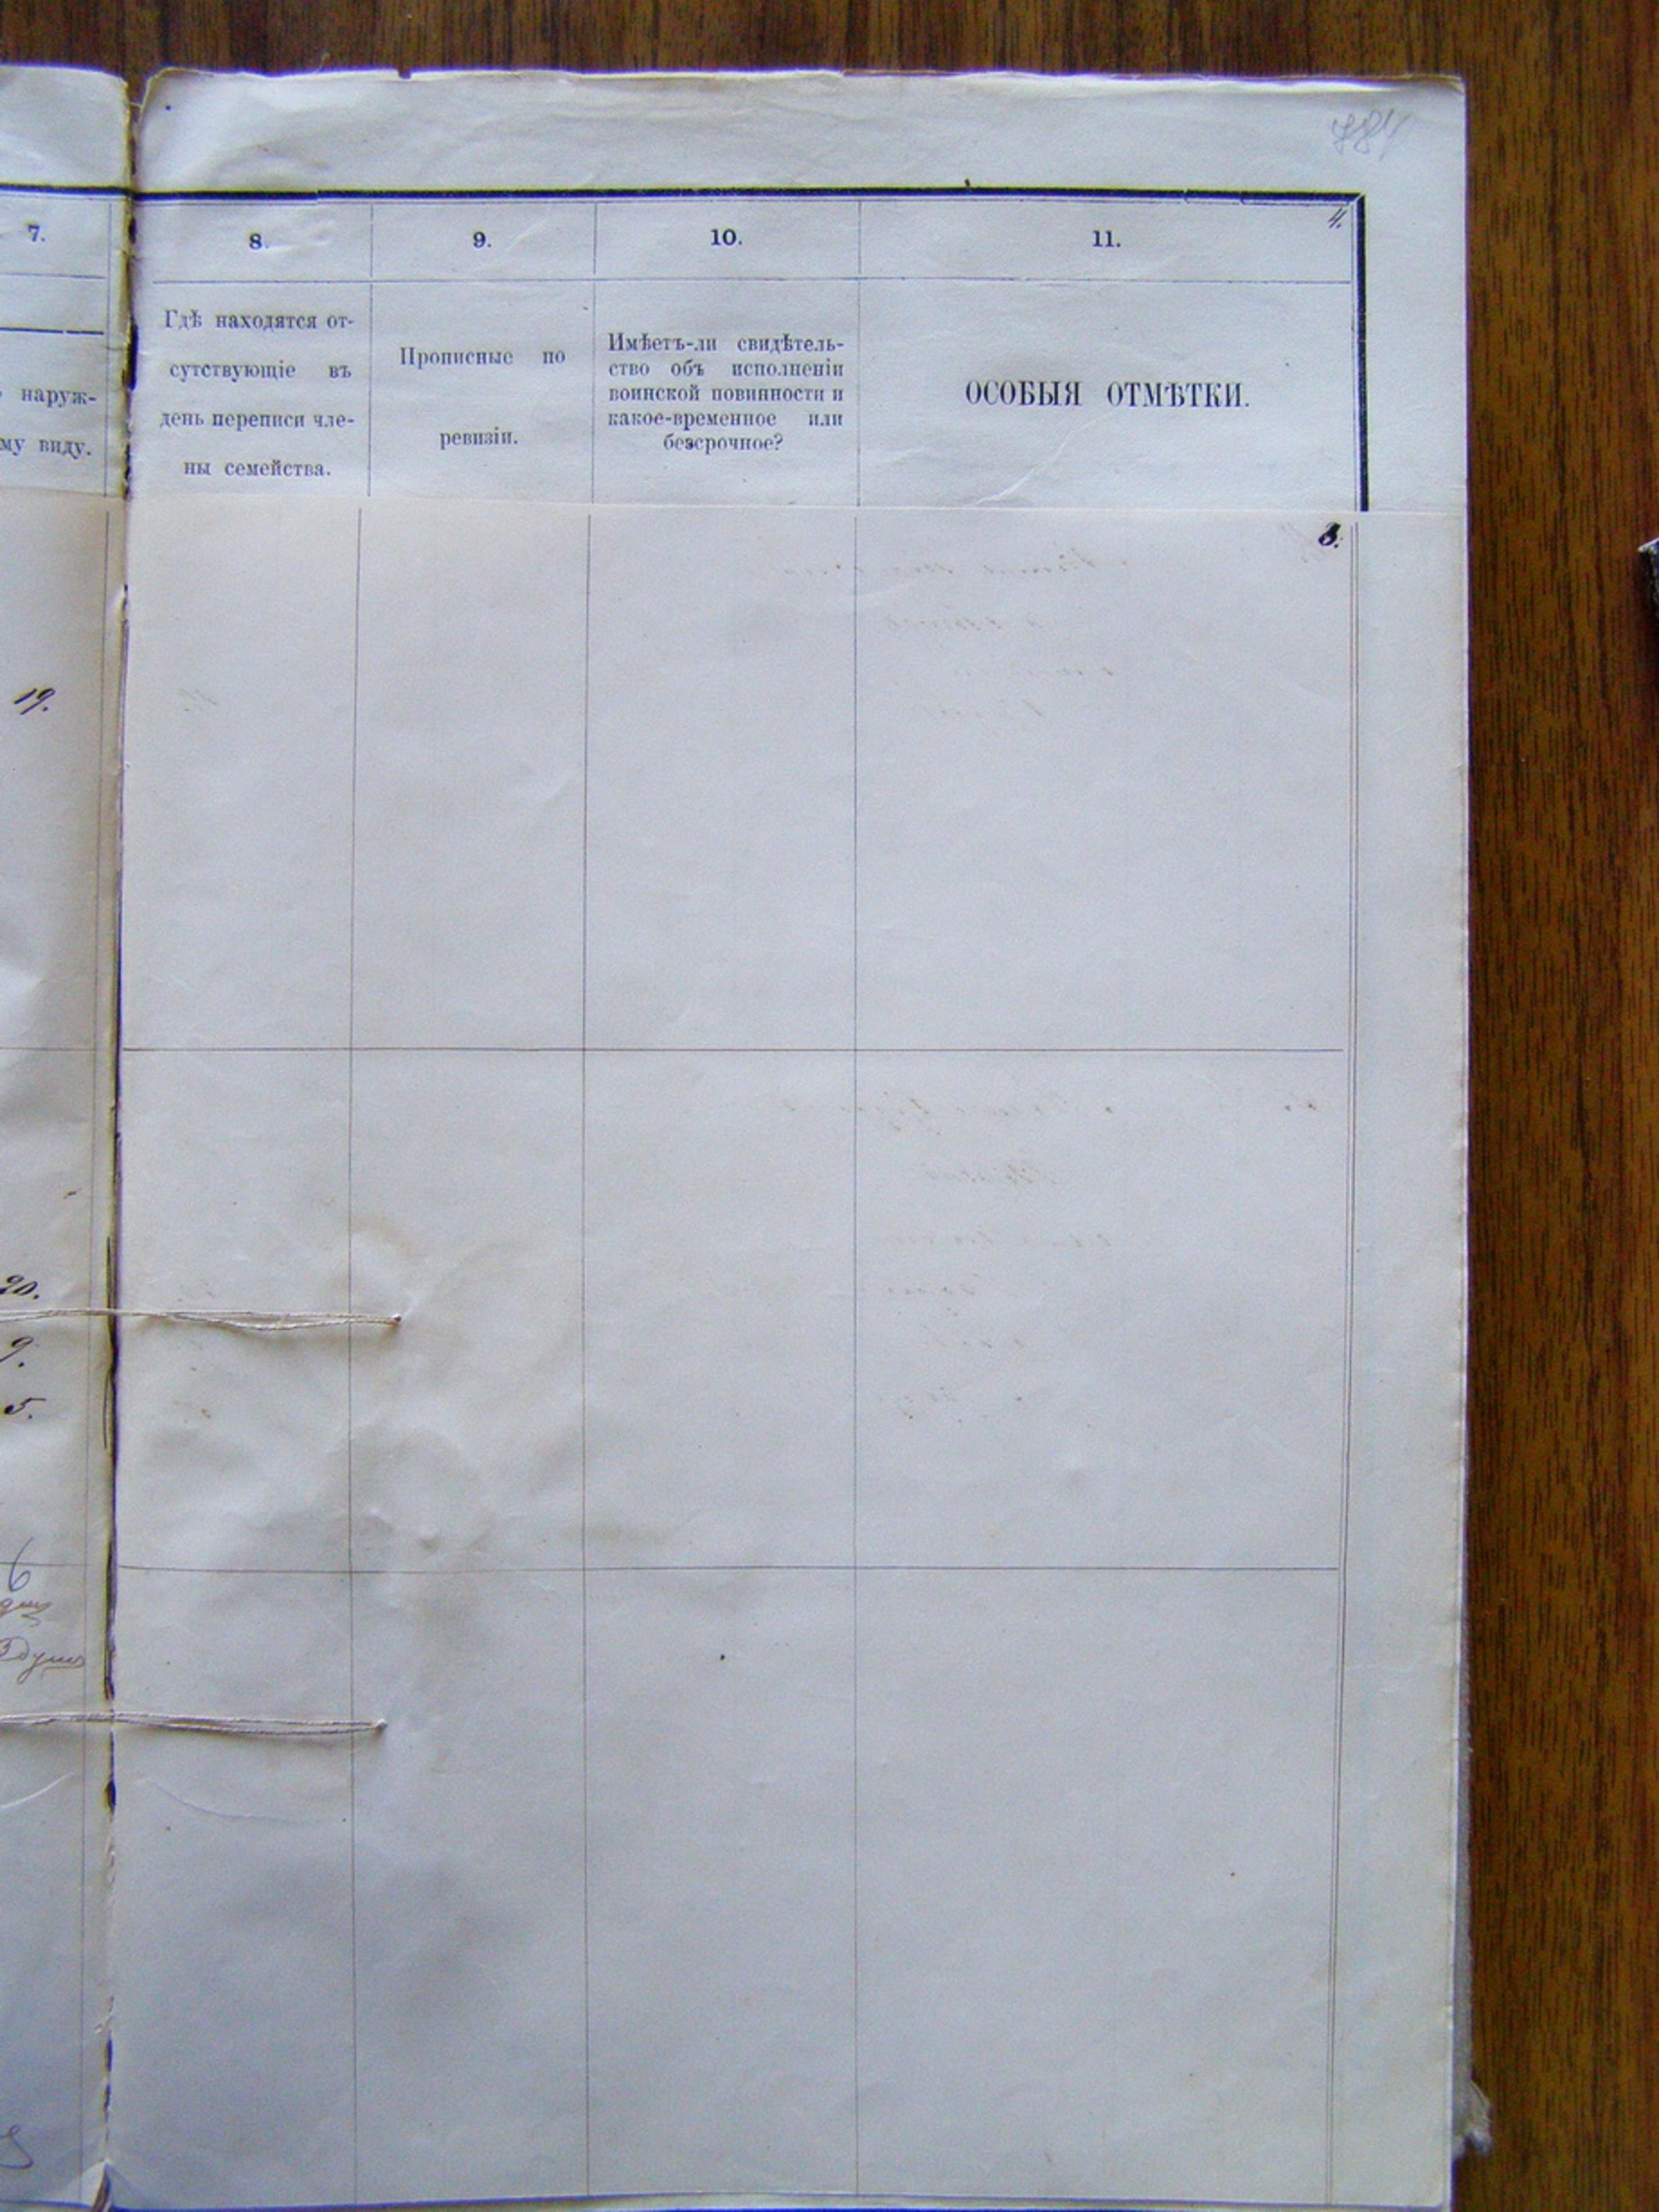 7.
8.
9.
10.
11.
4.
наруж-
му виду.
Гдѣ находятся от-
сутствующіе въ
день переписи чле-
ны семейства.
Прописные по
ревизіи.
Имѣетъ-ли свидѣтель-
ство объ исполненіи
воинской повинности и
какое-временное или
безсрочное?
ОСОБЫЯ ОТМѢТКИ.
3.
19.
20.
9.
5.
6